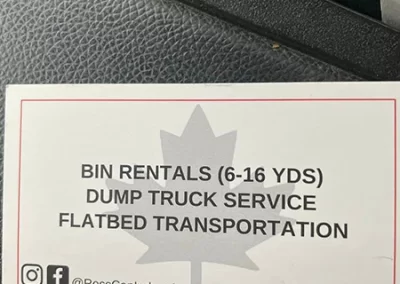 BIN RENTALS (6-16 YDS)
DUMP TRUCK SERVICE
FLATBED TRANSPORTATION